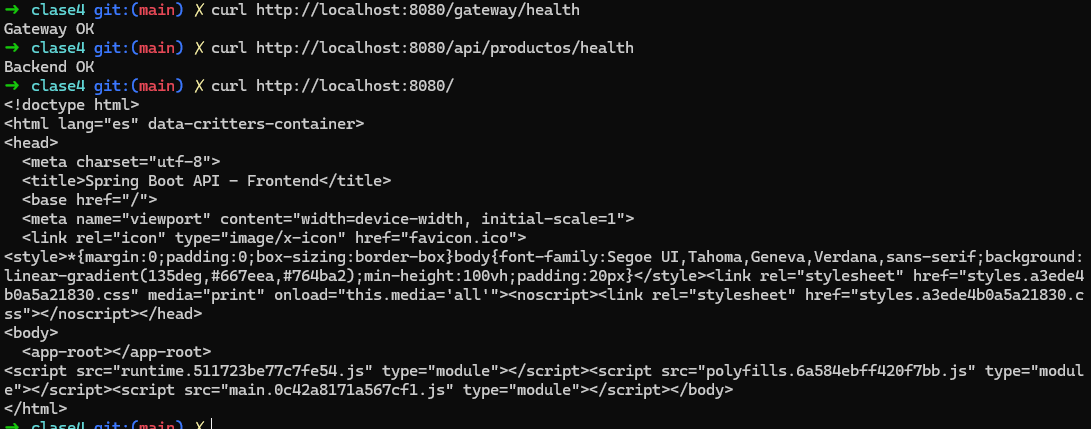 ➜ clase4 git:(main) ✗ curl http://localhost:8080/gateway/health
Gateway OK
➜ clase4 git:(main) ✗ curl http://localhost:8080/api/productos/health
Backend OK
➜ clase4 git:(main) ✗ curl http://localhost:8080/
<!doctype html>
<html lang="es" data-critters-container>
<head>
  <meta charset="utf-8">
  <title>Spring Boot API - Frontend</title>
  <base href="/">
  <meta name="viewport" content="width=device-width, initial-scale=1">
  <link rel="icon" type="image/x-icon" href="favicon.ico">
<style>*{margin:0;padding:0;box-sizing:border-box}body{font-family:Segoe UI,Tahoma,Geneva,Verdana,sans-serif;background:
linear-gradient(135deg,#667eea,#764ba2);min-height:100vh;padding:20px}</style><link rel="stylesheet" href="styles.a3ede4
b0a5a21830.css" media="print" onload="this.media='all'"><noscript><link rel="stylesheet" href="styles.a3ede4b0a5a21830.c
ss"></noscript></head>
<body>
  <app-root></app-root>
<script src="runtime.511723be77c7fe54.js" type="module"></script><script src="polyfills.6a584ebff420f7bb.js" type="modul
e"></script><script src="main.0c42a8171a567cf1.js" type="module"></script></body>
</html>
➜ clase4 git:(main) ✗